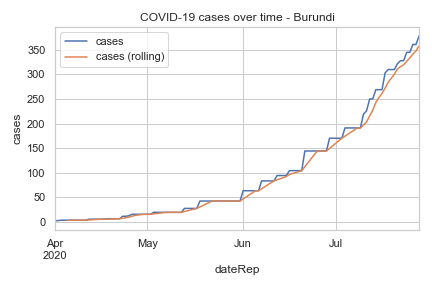 COVID-19 cases over time - Burundi
cases
cases (rolling)
350
300
250
200
150
100
50
0
cases
Apr
2020
May
Jun
Jul
dateRep